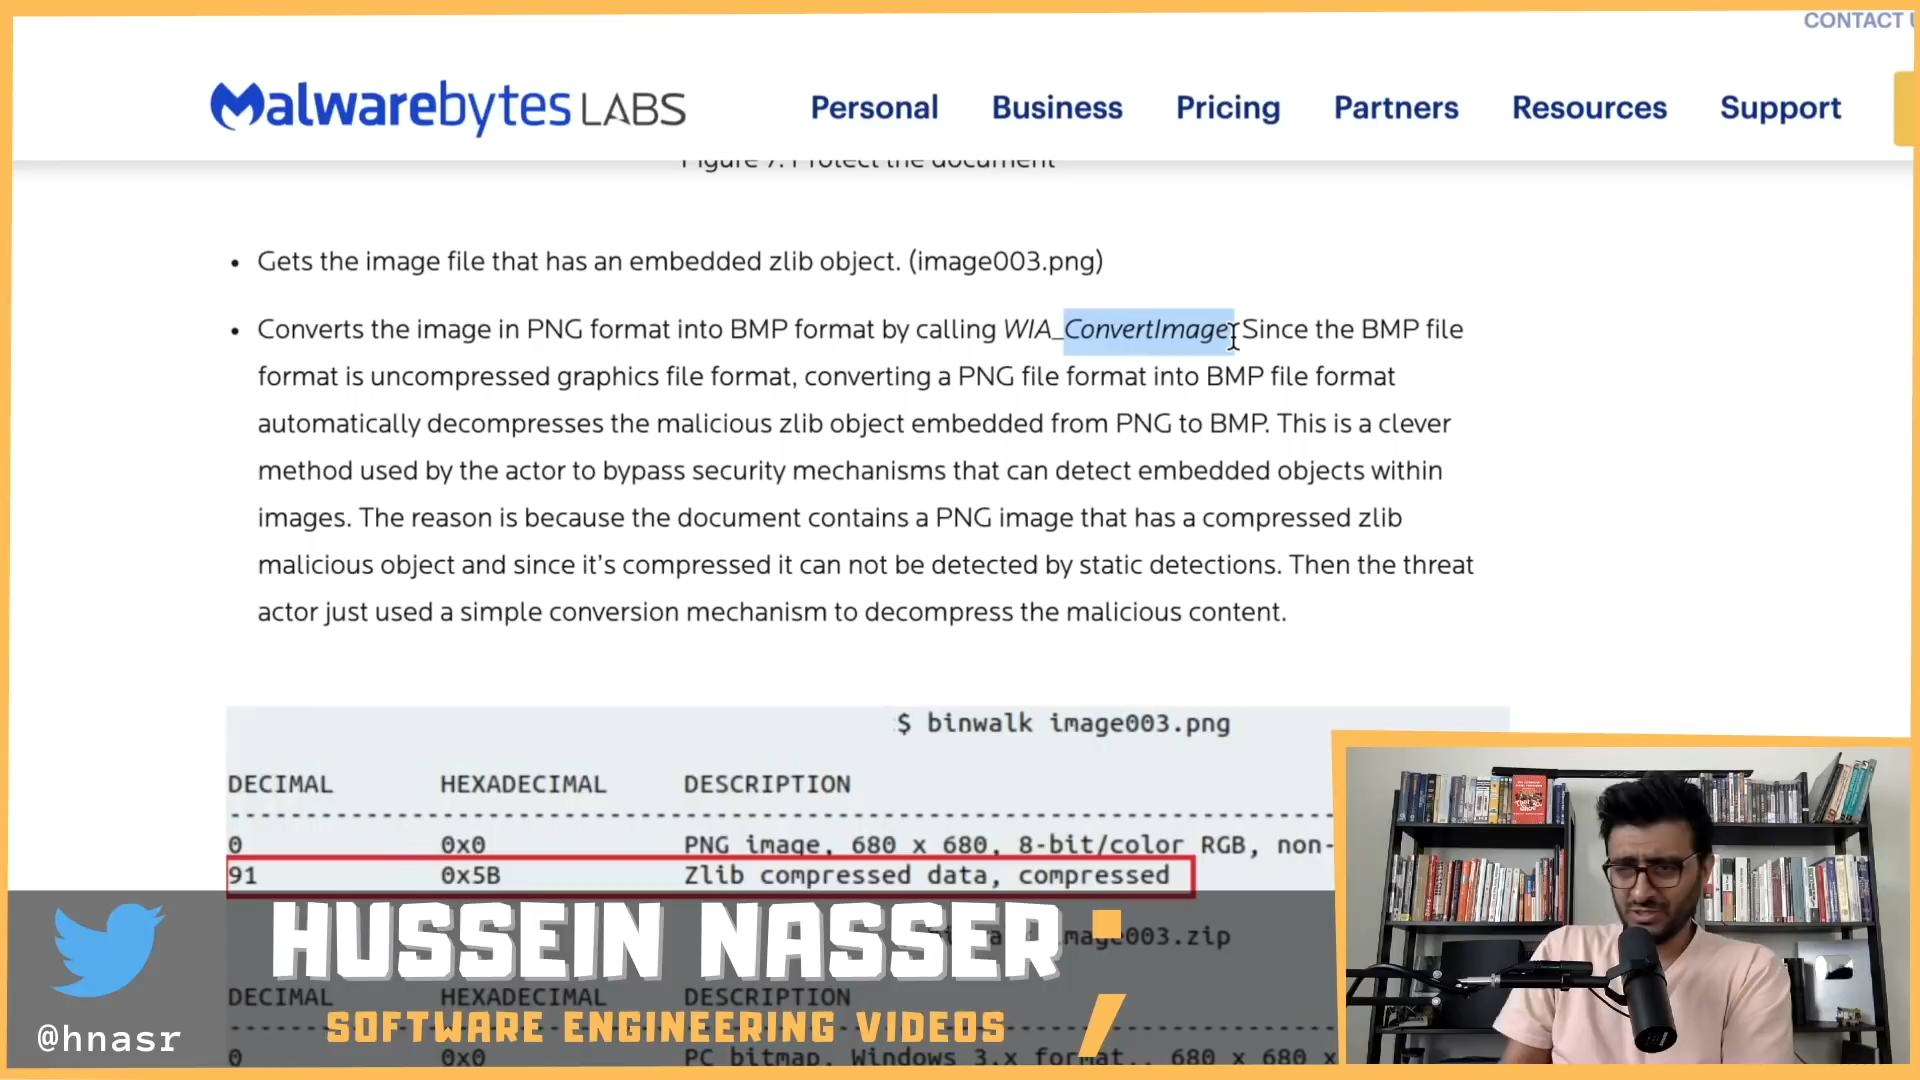 CONTACT U
Malwarebytes LABS
Personal Business Pricing Partners Resources Support
Figure 7: Protect the document
• Gets the image file that has an embedded zlib object. (image003.png)
• Converts the image in PNG format into BMP format by calling WIA_ConvertImage. Since the BMP file
format is uncompressed graphics file format, converting a PNG file format into BMP file format
automatically decompresses the malicious zlib object embedded from PNG to BMP. This is a clever
method used by the actor to bypass security mechanisms that can detect embedded objects within
images. The reason is because the document contains a PNG image that has a compressed zlib
malicious object and since it's compressed it can not be detected by static detections. Then the threat
actor just used a simple conversion mechanism to decompress the malicious content.
$ binwalk image003.png
DECIMAL HEXADECIMAL DESCRIPTION
0 0x0 PNG image, 680 x 680, 8-bit/color RGB, non-
91 0x5B Zlib compressed data, compressed
image003.zip
HUSSEIN NASSER
DECIMAL HEXADECIMAL DESCRIPTION
SOFTWARE ENGINEERING VIDEOS
@hnasr
0 0x0 PC bitmap, Windows 3.x format,, 680 x 680 x